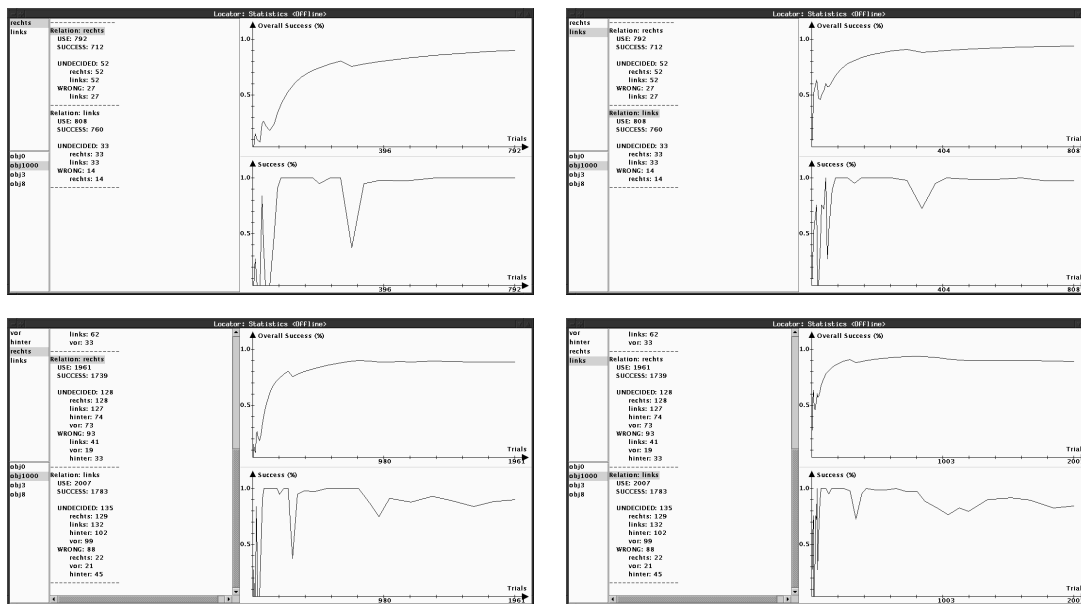 Locator: Statistics <Offline>
rechts
links
obj0
obj1000
obj3
obj8
Relation: rechts
USE: 792
SUCCESS: 712
UNDECIDED: 52
rechts: 52
links: 52
WRONG: 27
links: 27
Relation: links
USE: 808
SUCCESS: 760
UNDECIDED: 33
rechts: 33
links: 33
WRONG: 14
rechts: 14
Overall Success (%)
1.0
0.5
Trials
396
792
Success (%)
1.0
0.5
Trials
396
792
Locator: Statistics <Offline>
rechts
links
obj0
obj1000
obj3
obj8
Relation: rechts
USE: 792
SUCCESS: 712
UNDECIDED: 52
rechts: 52
links: 52
WRONG: 27
links: 27
Relation: links
USE: 808
SUCCESS: 760
UNDECIDED: 33
rechts: 33
links: 33
WRONG: 14
rechts: 14
Overall Success (%)
1.0
0.5
Trial
404
808
Success (%)
1.0
0.5
Trial
404
808
Locator: Statistics <Offline>
vor
hinter
rechts
links
obj0
obj1000
obj3
obj8
links: 62
vor: 33
Relation: rechts
USE: 1961
SUCCESS: 1739
UNDECIDED: 128
rechts: 128
links: 127
hinter: 74
vor: 73
WRONG: 93
links: 41
vor: 19
hinter: 33
Relation: links
USE: 2007
SUCCESS: 1783
UNDECIDED: 135
rechts: 129
links: 132
hinter: 102
vor: 99
WRONG: 88
rechts: 22
vor: 21
hinter: 45
Overall Success (%)
1.0
0.5
Trials
980
1961
Success (%)
1.0
0.5
Trials
980
1961
Locator: Statistics <Offline>
vor
hinter
rechts
links
obj0
obj1000
obj3
obj8
links: 62
vor: 33
Relation: rechts
USE: 1961
SUCCESS: 1739
UNDECIDED: 128
rechts: 128
links: 127
hinter: 74
vor: 73
WRONG: 93
links: 41
vor: 19
hinter: 33
Relation: links
USE: 2007
SUCCESS: 1783
UNDECIDED: 135
rechts: 129
links: 132
hinter: 102
vor: 99
WRONG: 88
rechts: 22
vor: 21
hinter: 45
Overall Success (%)
1.0
0.5
Trial
1003
200
Success (%)
1.0
0.5
Trial
1003
200